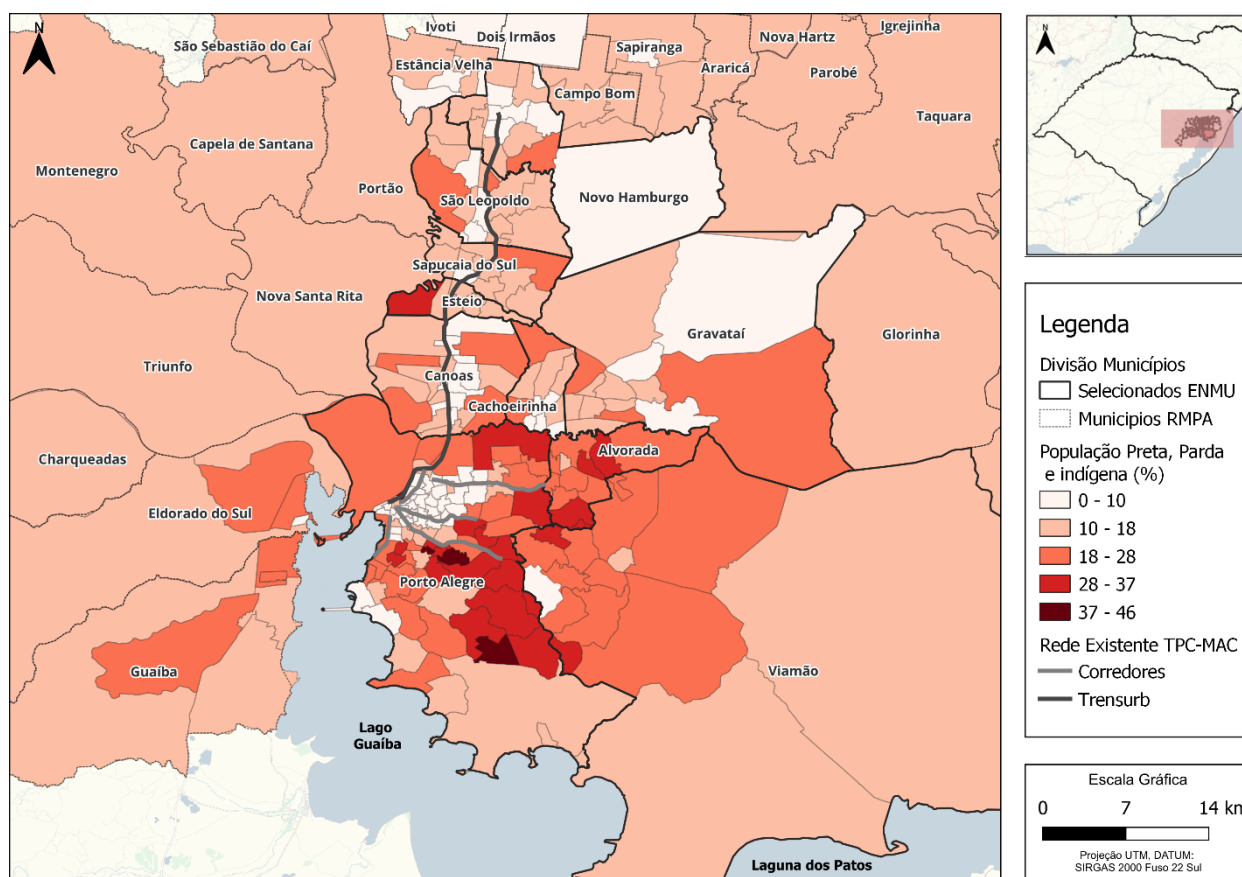 N
Ivoti
Dois Irmãos
São Sebastião do Caí
Estância Velha
Sapiranga
Nova Hartz
Igrejinha
Araricá
Parobé
Campo Bom
Taquara
Capela de Santana
Montenegro
Portão
São Leopoldo
Novo Hamburgo
Sapucaia do Sul
Nova Santa Rita
Esteio
Gravataí
Glorinha
Triunfo
Canoas
Cachoeirinha
Charqueadas
Alvorada
Eldorado do Sul
Porto Alegre
Guaíba
Viamão
Lago
Guaíba
Laguna dos Patos
N
Legenda
Divisão Municípios
Selecionados ENMU
Municipios RMPA
População Preta, Parda
e indígena (%)
0 - 10
10 - 18
18 - 28
28 - 37
37 - 46
Rede Existente TPC-MAC
Corredores
Trensurb
Escala Gráfica
0 7 14 km
Projeção UTM, DATUM:
SIRGAS 2000 Fuso 22 Sul